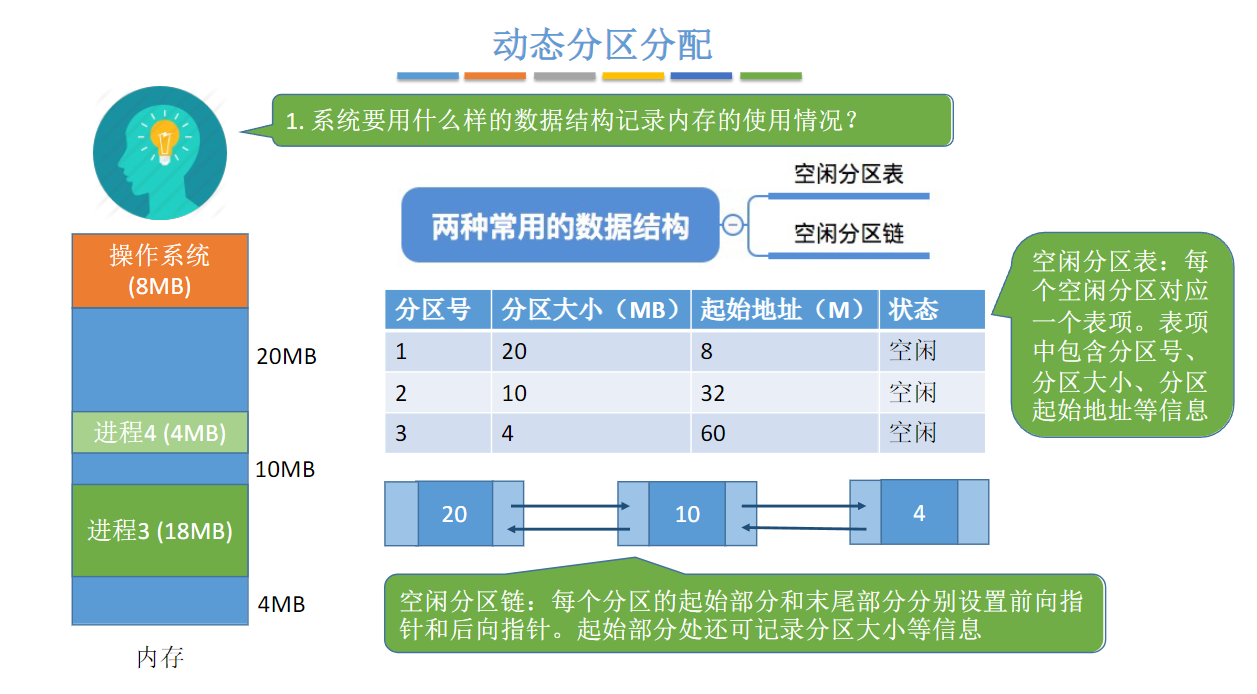 动态分区分配
1. 系统要用什么样的数据结构记录内存的使用情况？
两种常用的数据结构
空闲分区表
空闲分区链
操作系统
(8MB)
20MB
进程4 (4MB)
10MB
进程3 (18MB)
4MB
内存
分区号 分区大小（MB） 起始地址（M） 状态
1 20 8 空闲
2 10 32 空闲
3 4 60 空闲
空闲分区表：每
个空闲分区对应
一个表项。表项
中包含分区号、
分区大小、分区
起始地址等信息
20 10 4
空闲分区链：每个分区的起始部分和末尾部分分别设置前向指
针和后向指针。起始部分处还可记录分区大小等信息